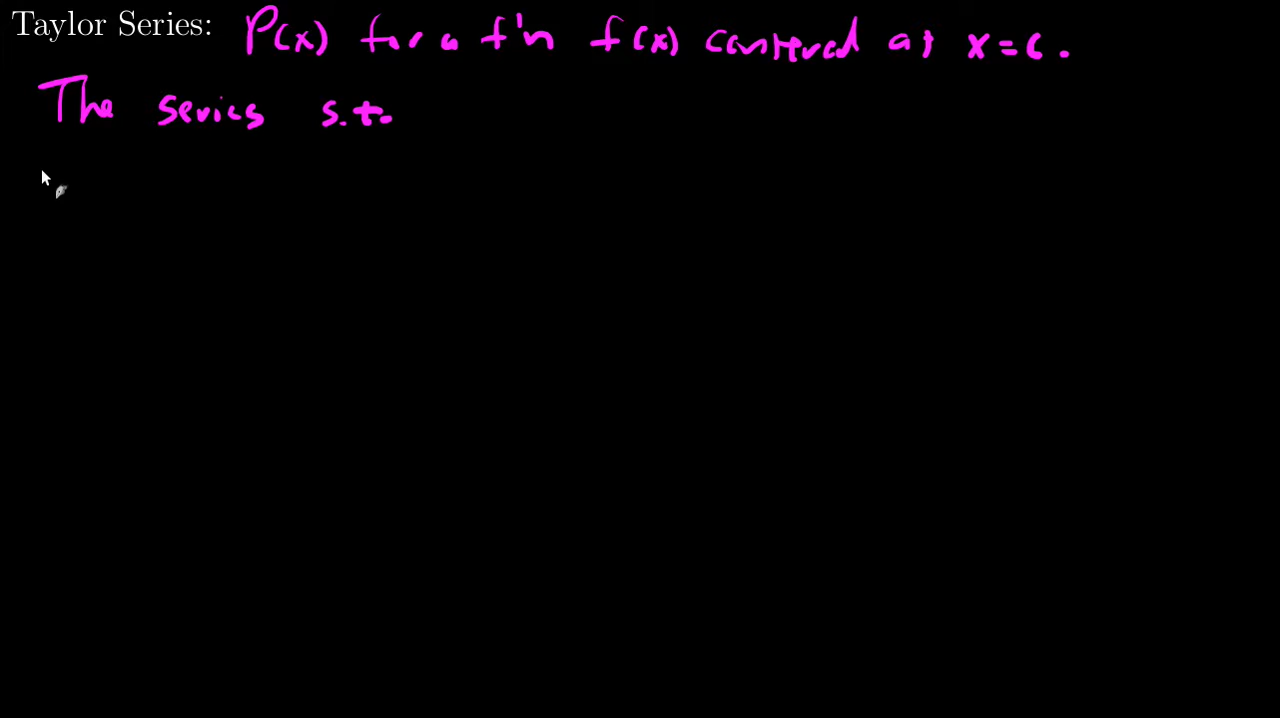 Taylor Series: P(x) for a f'n f(x) centered at x=c.
The series s.t.